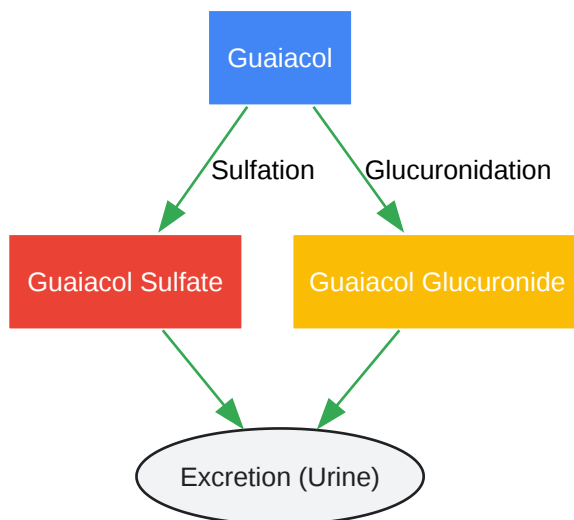 Guaiacol
Sulfation
Glucuronidation
Guaiacol Sulfate
Guaiacol Glucuronide
Excretion (Urine)